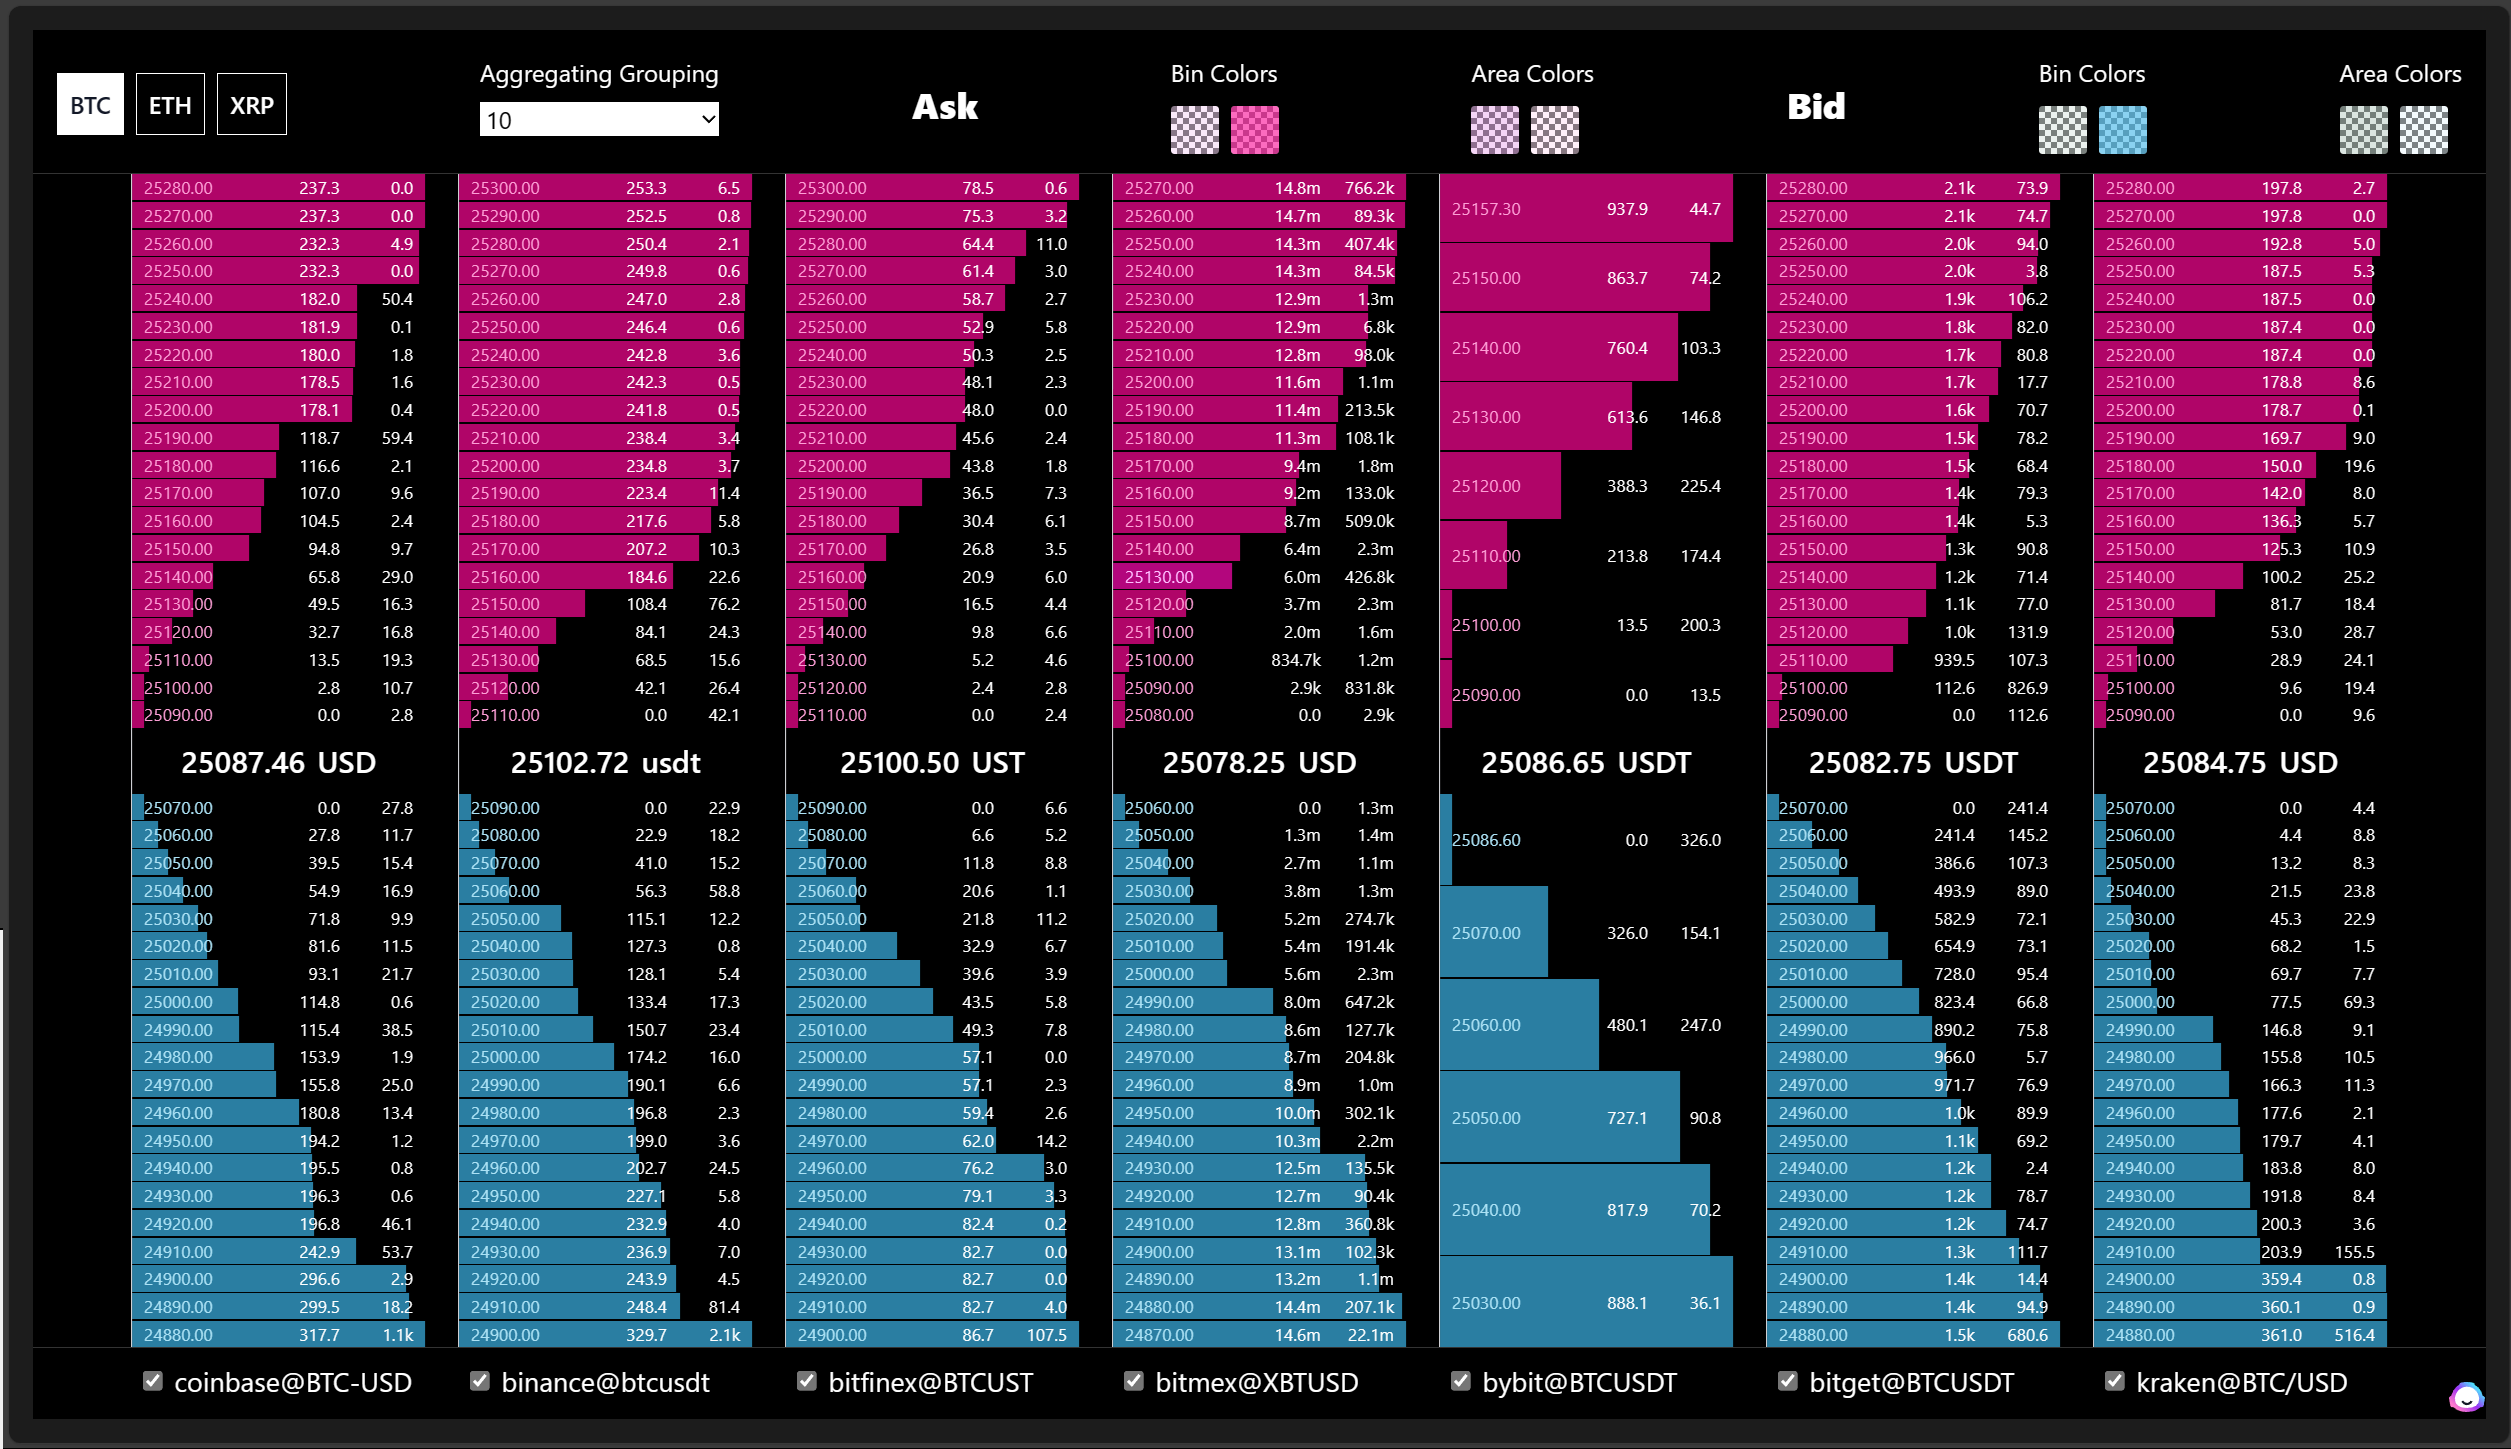 Aggregating Grouping
Bin Colors
Area Colors
Bin Colors
Area Colors
BTC ETH XRP
10
Ask
Bid
25280.00 237.3 0.0
25270.00 237.3 0.0
25260.00 232.3 4.9
25250.00 232.3 0.0
25240.00 182.0 50.4
25230.00 181.9 0.1
25220.00 180.0 1.8
25210.00 178.5 1.6
25200.00 178.1 0.4
25190.00 118.7 59.4
25180.00 116.6 2.1
25170.00 107.0 9.6
25160.00 104.5 2.4
25150.00 94.8 9.7
25140.00 65.8 29.0
25130.00 49.5 16.3
25120.00 32.7 16.8
25110.00 13.5 19.3
25100.00 2.8 10.7
25090.00 0.0 2.8
25087.46 USD
25070.00 0.0 27.8
25060.00 27.8 11.7
25050.00 39.5 15.4
25040.00 54.9 16.9
25030.00 71.8 9.9
25020.00 81.6 11.5
25010.00 93.1 21.7
25000.00 114.8 0.6
24990.00 115.4 38.5
24980.00 153.9 1.9
24970.00 155.8 25.0
24960.00 180.8 13.4
24950.00 194.2 1.2
24940.00 195.5 0.8
24930.00 196.3 0.6
24920.00 196.8 46.1
24910.00 242.9 53.7
24900.00 296.6 2.9
24890.00 299.5 18.2
24880.00 317.7 1.1k
coinbase@BTC-USD
25300.00 253.3 6.5
25290.00 252.5 0.8
25280.00 250.4 2.1
25270.00 249.8 0.6
25260.00 247.0 2.8
25250.00 246.4 0.6
25240.00 242.8 3.6
25230.00 242.3 0.5
25220.00 241.8 0.5
25210.00 238.4 3.4
25200.00 234.8 3.7
25190.00 223.4 11.4
25180.00 217.6 5.8
25170.00 207.2 10.3
25160.00 184.6 22.6
25150.00 108.4 76.2
25140.00 84.1 24.3
25130.00 68.5 15.6
25120.00 42.1 26.4
25110.00 0.0 42.1
25102.72 usdt
25090.00 0.0 22.9
25080.00 22.9 18.2
25070.00 41.0 15.2
25060.00 56.3 58.8
25050.00 115.1 12.2
25040.00 127.3 0.8
25030.00 128.1 5.4
25020.00 133.4 17.3
25010.00 150.7 23.4
25000.00 174.2 16.0
24990.00 190.1 6.6
24980.00 196.8 2.3
24970.00 199.0 3.6
24960.00 202.7 24.5
24950.00 227.1 5.8
24940.00 232.9 4.0
24930.00 236.9 7.0
24920.00 243.9 4.5
24910.00 248.4 81.4
24900.00 329.7 2.1k
binance@btcusdt
25300.00 78.5 0.6
25290.00 75.3 3.2
25280.00 64.4 11.0
25270.00 61.4 3.0
25260.00 58.7 2.7
25250.00 52.9 5.8
25240.00 50.3 2.5
25230.00 48.1 2.3
25220.00 48.0 0.0
25210.00 45.6 2.4
25200.00 43.8 1.8
25190.00 36.5 7.3
25180.00 30.4 6.1
25170.00 26.8 3.5
25160.00 20.9 6.0
25150.00 16.5 4.4
25140.00 9.8 6.6
25130.00 5.2 4.6
25120.00 2.4 2.8
25110.00 0.0 2.4
25100.50 UST
25090.00 0.0 6.6
25080.00 6.6 5.2
25070.00 11.8 8.8
25060.00 20.6 1.1
25050.00 21.8 11.2
25040.00 32.9 6.7
25030.00 39.6 3.9
25020.00 43.5 5.8
25010.00 49.3 7.8
25000.00 57.1 0.0
24990.00 57.1 2.3
24980.00 59.4 2.6
24970.00 62.0 14.2
24960.00 76.2 3.0
24950.00 79.1 3.3
24940.00 82.4 0.2
24930.00 82.7 0.0
24920.00 82.7 0.0
24910.00 82.7 4.0
24900.00 86.7 107.5
bitfinex@BTCUST
25270.00 14.8m 766.2k
25260.00 14.7m 89.3k
25250.00 14.3m 407.4k
25240.00 14.3m 84.5k
25230.00 12.9m 1.3m
25220.00 12.9m 6.8k
25210.00 12.8m 98.0k
25200.00 11.6m 1.1m
25190.00 11.4m 213.5k
25180.00 11.3m 108.1k
25170.00 9.4m 1.8m
25160.00 9.2m 133.0k
25150.00 8.7m 509.0k
25140.00 6.4m 2.3m
25130.00 6.0m 426.8k
25120.00 3.7m 2.3m
25110.00 2.0m 1.6m
25100.00 834.7k 1.2m
25090.00 2.9k 831.8k
25080.00 0.0 2.9k
25078.25 USD
25060.00 0.0 1.3m
25050.00 1.3m 1.4m
25040.00 2.7m 1.1m
25030.00 3.8m 1.3m
25020.00 5.2m 274.7k
25010.00 5.4m 191.4k
25000.00 5.6m 2.3m
24990.00 8.0m 647.2k
24980.00 8.6m 127.7k
24970.00 8.7m 204.8k
24960.00 8.9m 1.0m
24950.00 10.0m 302.1k
24940.00 10.3m 2.2m
24930.00 12.5m 135.5k
24920.00 12.7m 90.4k
24910.00 12.8m 360.8k
24900.00 13.1m 102.3k
24890.00 13.2m 1.1m
24880.00 14.4m 207.1k
24870.00 14.6m 22.1m
bitmex@XBTUSD
25157.30 937.9 44.7
25150.00 863.7 74.2
25140.00 760.4 103.3
25130.00 613.6 146.8
25120.00 388.3 225.4
25110.00 213.8 174.4
25100.00 13.5 200.3
25090.00 0.0 13.5
25086.65 USDT
25086.60 0.0 326.0
25070.00 326.0 154.1
25060.00 480.1 247.0
25050.00 727.1 90.8
25040.00 817.9 70.2
25030.00 888.1 36.1
bybit@BTCUSDT
25280.00 2.1k 73.9
25270.00 2.1k 74.7
25260.00 2.0k 94.0
25250.00 2.0k 3.8
25240.00 1.9k 106.2
25230.00 1.8k 82.0
25220.00 1.7k 80.8
25210.00 1.7k 17.7
25200.00 1.6k 70.7
25190.00 1.5k 78.2
25180.00 1.5k 68.4
25170.00 1.4k 79.3
25160.00 1.4k 5.3
25150.00 1.3k 90.8
25140.00 1.2k 71.4
25130.00 1.1k 77.0
25120.00 1.0k 131.9
25110.00 939.5 107.3
25100.00 112.6 826.9
25090.00 0.0 112.6
25082.75 USDT
25070.00 0.0 241.4
25060.00 241.4 145.2
25050.00 386.6 107.3
25040.00 493.9 89.0
25030.00 582.9 72.1
25020.00 654.9 73.1
25010.00 728.0 95.4
25000.00 823.4 66.8
24990.00 890.2 75.8
24980.00 966.0 5.7
24970.00 971.7 76.9
24960.00 1.0k 89.9
24950.00 1.1k 69.2
24940.00 1.2k 2.4
24930.00 1.2k 78.7
24920.00 1.2k 74.7
24910.00 1.3k 111.7
24900.00 1.4k 14.4
24890.00 1.4k 94.9
24880.00 1.5k 680.6
bitget@BTCUSDT
25280.00 197.8 2.7
25270.00 197.8 0.0
25260.00 192.8 5.0
25250.00 187.5 5.3
25240.00 187.5 0.0
25230.00 187.4 0.0
25220.00 187.4 0.0
25210.00 178.8 8.6
25200.00 178.7 0.1
25190.00 169.7 9.0
25180.00 150.0 19.6
25170.00 142.0 8.0
25160.00 136.3 5.7
25150.00 125.3 10.9
25140.00 100.2 25.2
25130.00 81.7 18.4
25120.00 53.0 28.7
25110.00 28.9 24.1
25100.00 9.6 19.4
25090.00 0.0 9.6
25084.75 USD
25070.00 0.0 4.4
25060.00 4.4 8.8
25050.00 13.2 8.3
25040.00 21.5 23.8
25030.00 45.3 22.9
25020.00 68.2 1.5
25010.00 69.7 7.7
25000.00 77.5 69.3
24990.00 146.8 9.1
24980.00 155.8 10.5
24970.00 166.3 11.3
24960.00 177.6 2.1
24950.00 179.7 4.1
24940.00 183.8 8.0
24930.00 191.8 8.4
24920.00 200.3 3.6
24910.00 203.9 155.5
24900.00 359.4 0.8
24890.00 360.1 0.9
24880.00 361.0 516.4
kraken@BTC/USD